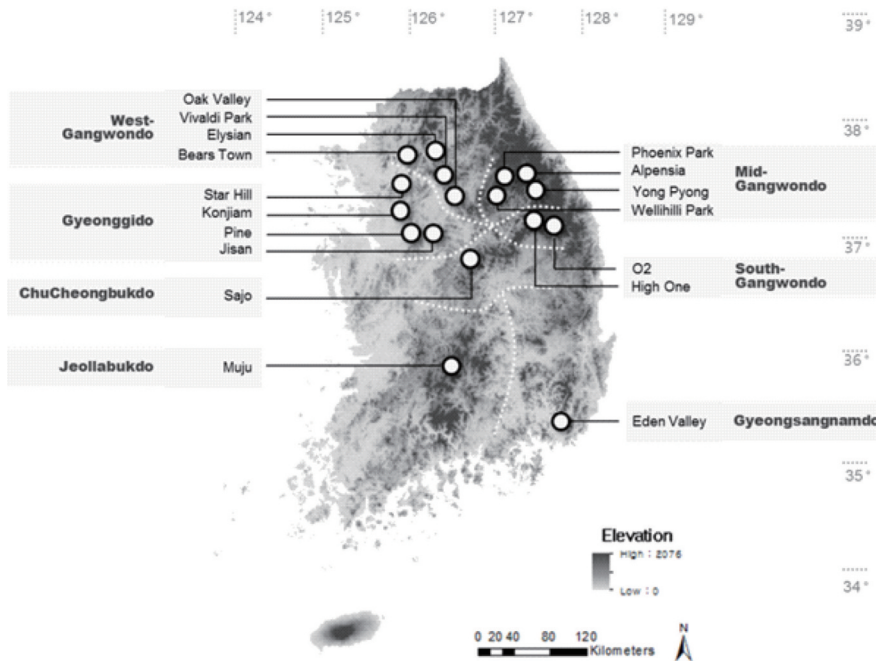 124° 125° 126° 127° 128° 129°
39°
38°
37°
36°
35°
34°
West-
Gangwondo
Oak Valley
Vivaldi Park
Elysian
Bears Town
Gyeonggido
Star Hill
Konjiam
Pine
Jisan
ChuCheongbukdo
Sajo
Jeollabukdo
Muju
Phoenix Park
Alpensia
Yong Pyong
Wellihilli Park
Mid-
Gangwondo
O2
High One
South-
Gangwondo
Eden Valley
Gyeongsangnamdo
Elevation
High : 2076
Low : 0
0 20 40 80 120
Kilometers
N